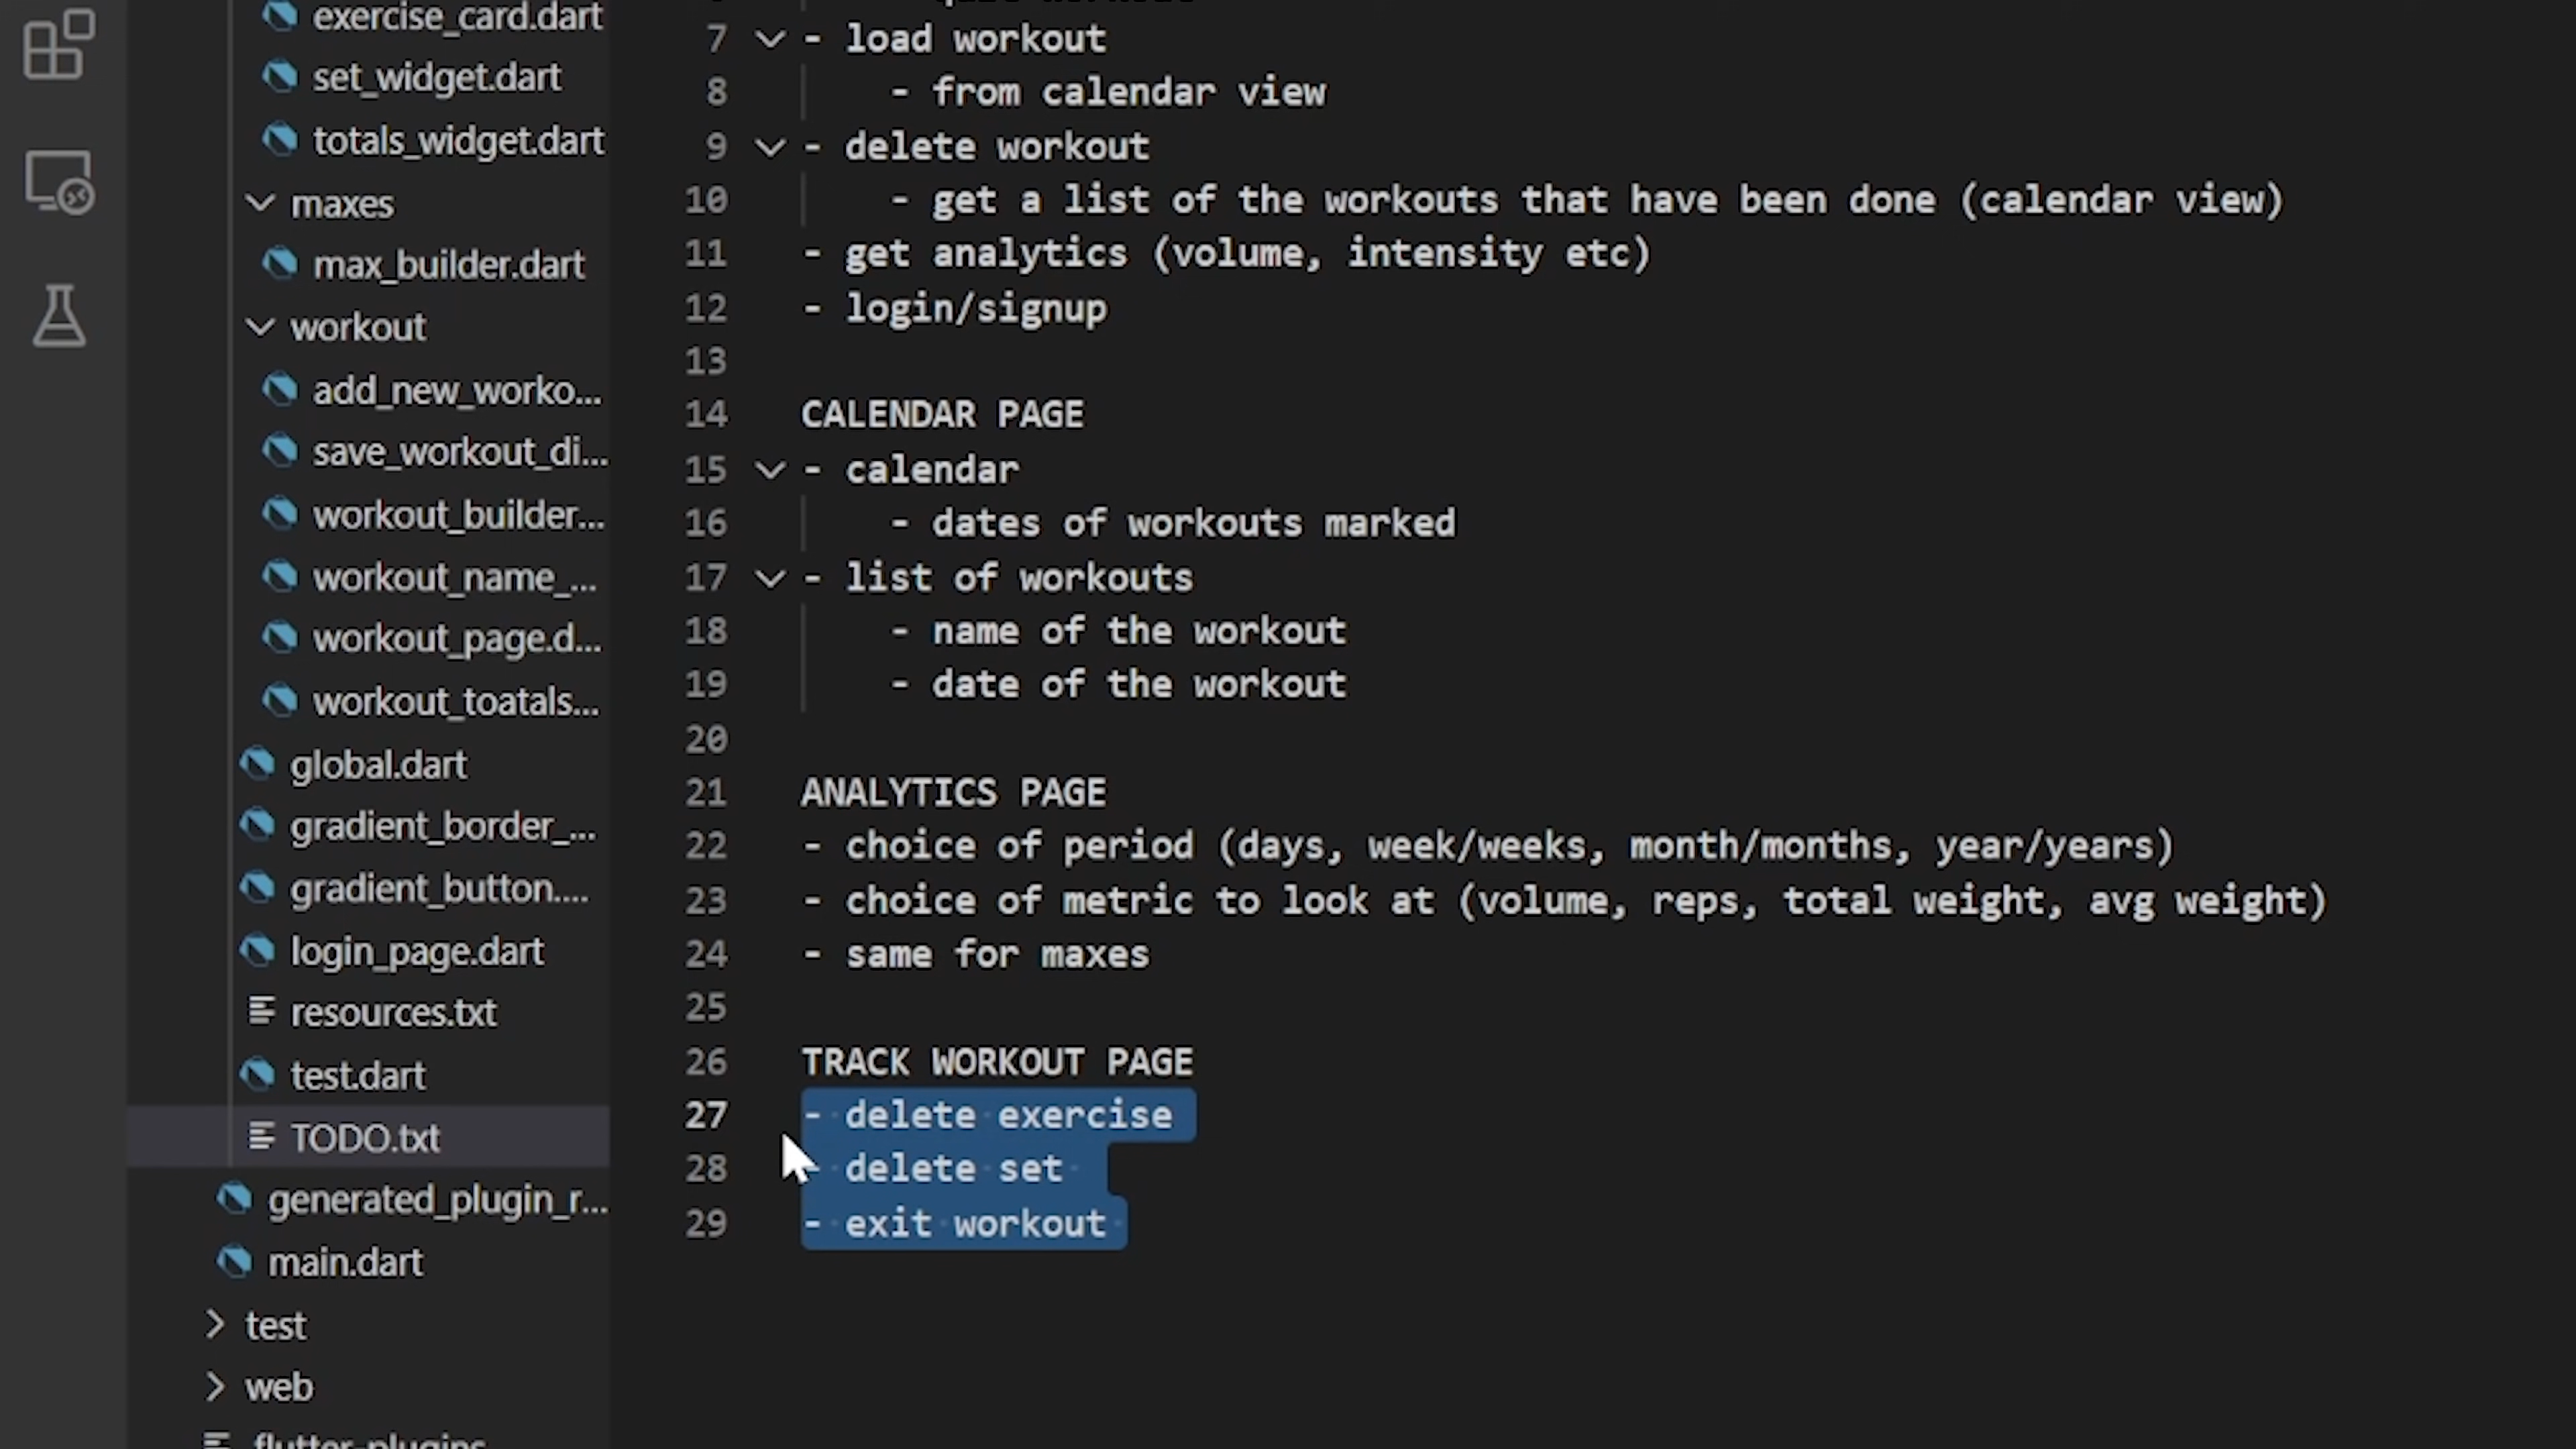 exercise_card.dart
set_widget.dart
totals_widget.dart
maxes
max_builder.dart
workout
add_new_worko...
save_workout_di...
workout_builder...
workout_name_...
workout_page.d...
workout_toatals...
global.dart
gradient_border_...
gradient_button....
login_page.dart
resources.txt
test.dart
TODO.txt
generated_plugin_r...
main.dart
test
web
7 - load workout
8 - from calendar view
9 - delete workout
10 - get a list of the workouts that have been done (calendar view)
11 - get analytics (volume, intensity etc)
12 - login/signup
13
14 CALENDAR PAGE
15 - calendar
16 - dates of workouts marked
17 - list of workouts
18 - name of the workout
19 - date of the workout
20
21 ANALYTICS PAGE
22 - choice of period (days, week/weeks, month/months, year/years)
23 - choice of metric to look at (volume, reps, total weight, avg weight)
24 - same for maxes
25
26 TRACK WORKOUT PAGE
27 - delete exercise
28 - delete set
29 - exit workout